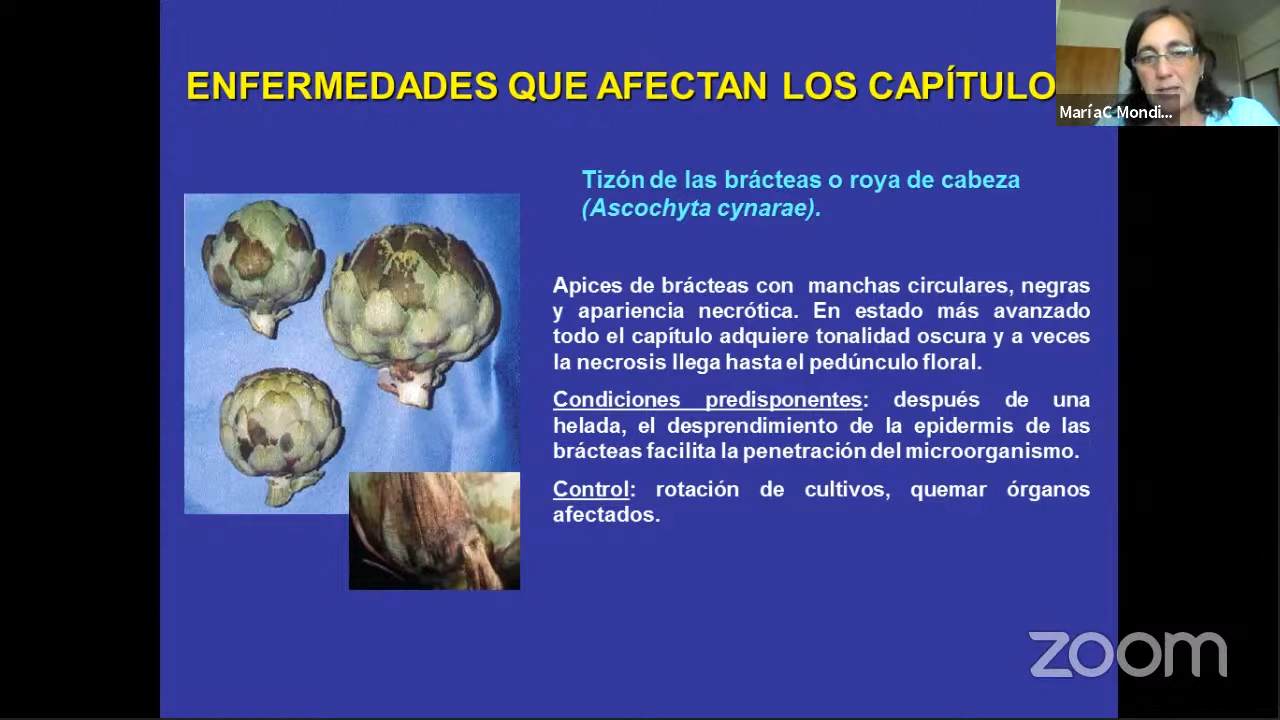 ENFERMEDADES QUE AFECTAN LOS CAPÍTULO
MaríaC Mondi...
Tizón de las brácteas o roya de cabeza
(Ascochyta cynarae).
Apices de brácteas con manchas circulares, negras
y apariencia necrótica. En estado más avanzado
todo el capítulo adquiere tonalidad oscura y a veces
la necrosis llega hasta el pedúnculo floral.
Condiciones predisponentes: después de una
helada, el desprendimiento de la epidermis de las
brácteas facilita la penetración del microorganismo.
Control: rotación de cultivos, quemar órganos
afectados.
zoom